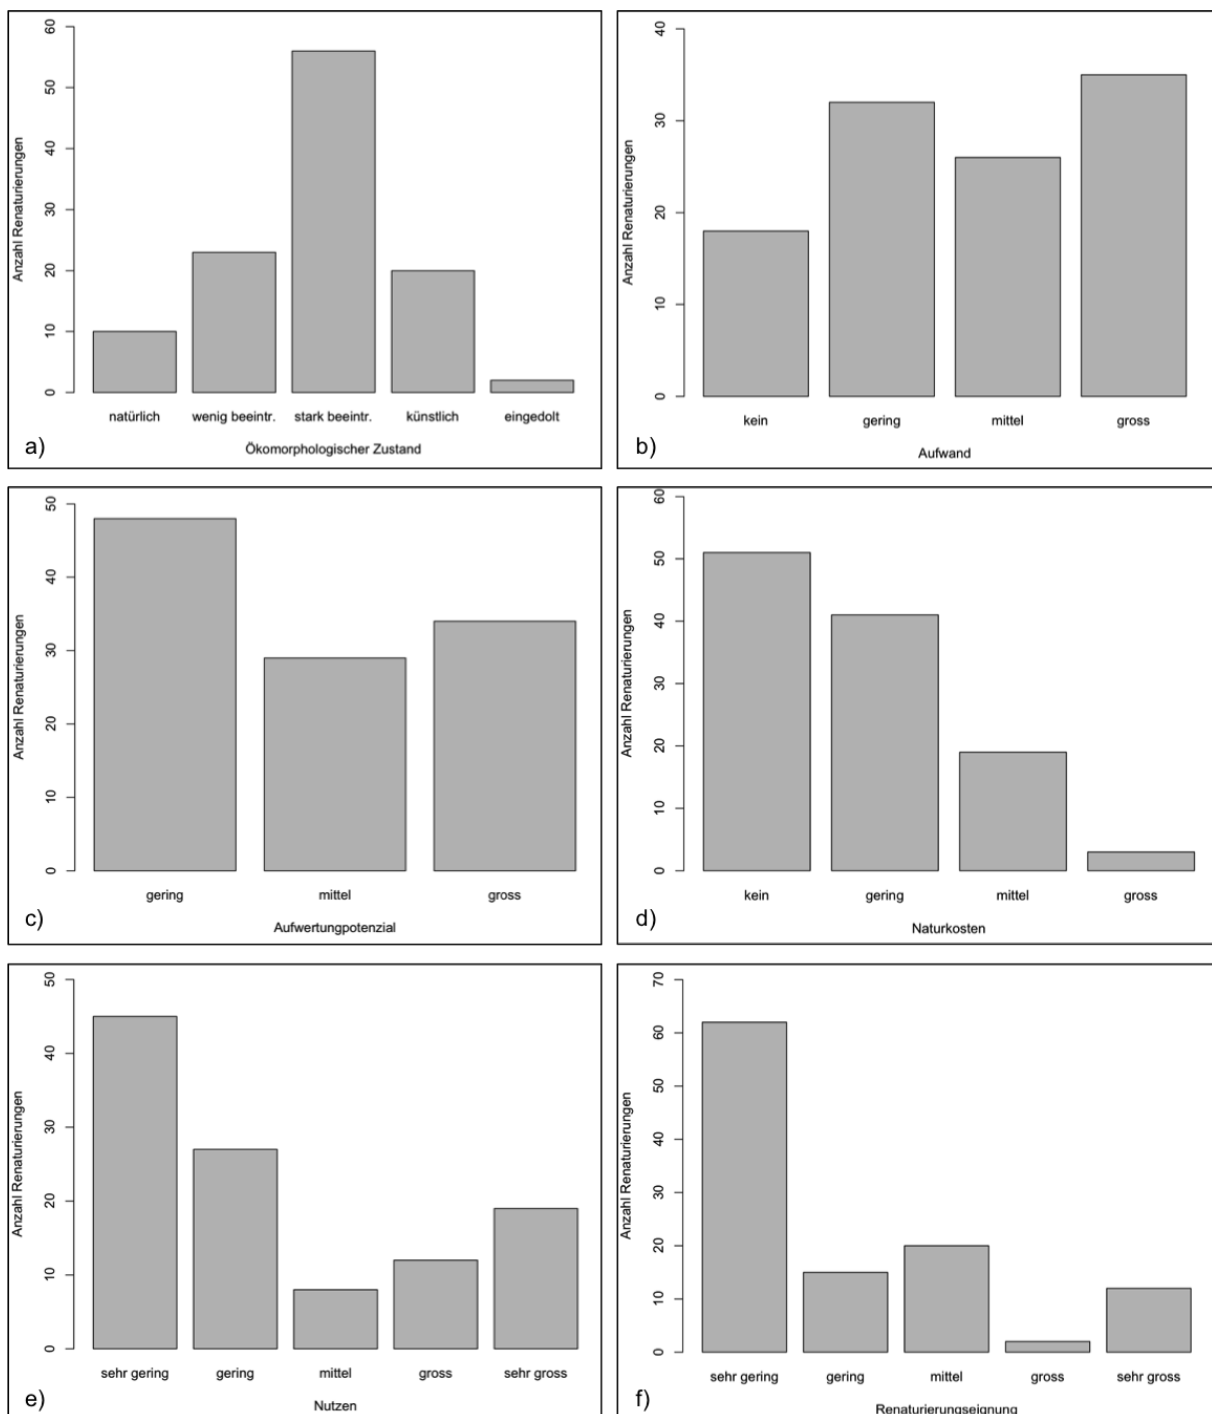 60
50
40
30
20
10
0
Anzahl Renaturierungen
natürlich wenig beeintr. stark beeintr. künstlich eingedolt
Ökomorphologischer Zustand
a)
40
30
20
10
0
Anzahl Renaturierungen
kein gering mittel gross
Aufwand
b)
50
40
30
20
10
0
Anzahl Renaturierungen
gering mittel gross
Aufwertungpotenzial
c)
60
50
40
30
20
10
0
Anzahl Renaturierungen
kein gering mittel gross
Naturkosten
d)
50
40
30
20
10
0
Anzahl Renaturierungen
sehr gering gering mittel gross sehr gross
Nutzen
e)
70
60
50
40
30
20
10
0
Anzahl Renaturierungen
sehr gering gering mittel gross sehr gross
Renaturierungseignung
f)